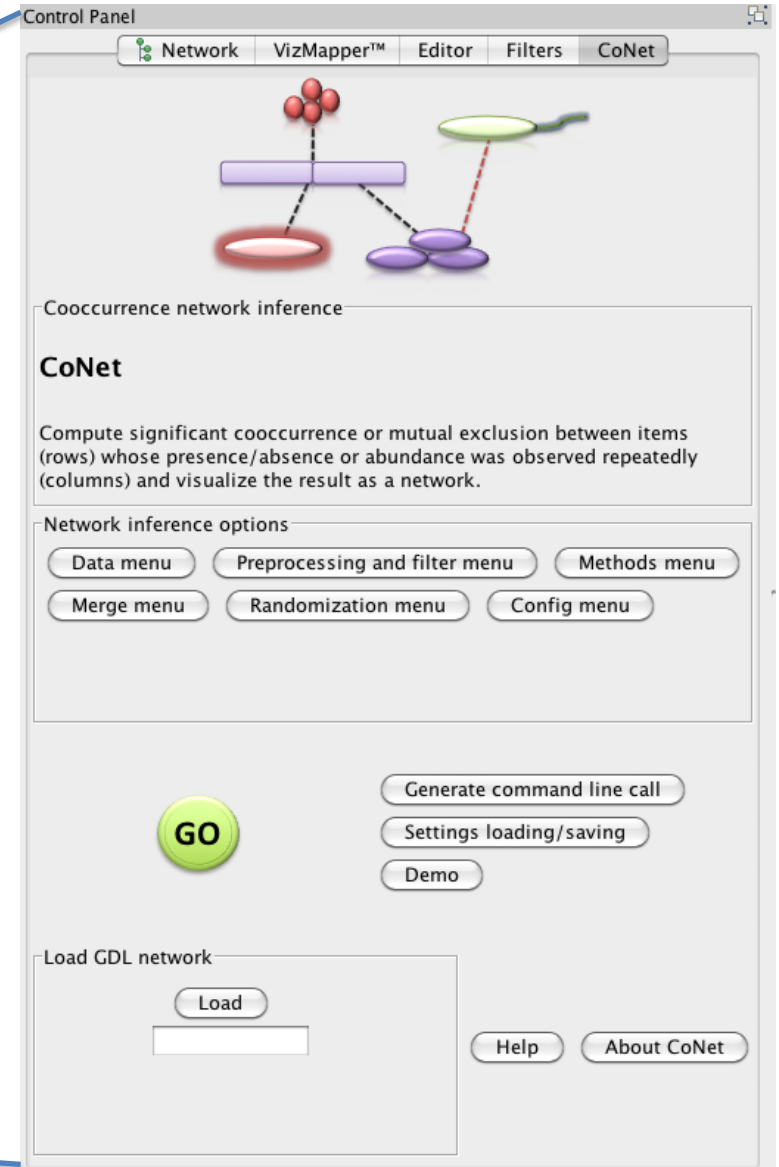 Control Panel
Network VizMapper™ Editor Filters CoNet
Cooccurrence network inference
CoNet
Compute significant cooccurrence or mutual exclusion between items
(rows) whose presence/absence or abundance was observed repeatedly
(columns) and visualize the result as a network.
Network inference options
Data menu Preprocessing and filter menu Methods menu
Merge menu Randomization menu Config menu
Generate command line call
GO Settings loading/saving
Demo
Load GDL network
Load
Help About CoNet